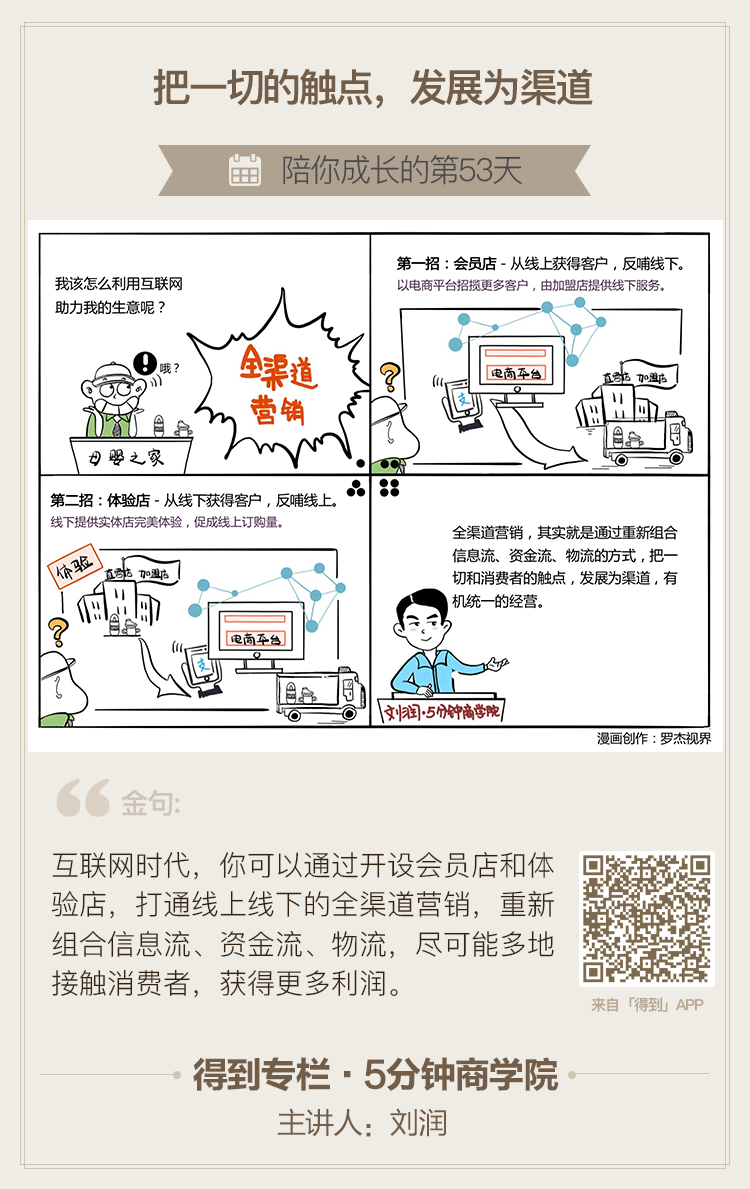 把一切的触点，发展为渠道
陪你成长的第53天
我该怎么利用互联网
助力我的生意呢？
哦？
全渠道
营销
母婴之家
第一招：会员店 - 从线上获得客户，反哺线下。
以电商平台招揽更多客户，由加盟店提供线下服务。
电商平台
支
直营店 加盟店
第二招：体验店 - 从线下获得客户，反哺线上。
线下提供实体店完美体验，促成线上订购量。
体验
直营店 加盟店
电商平台
支
全渠道营销，其实就是通过重新组合
信息流、资金流、物流的方式，把一
切和消费者的触点，发展为渠道，有
机统一的经营。
刘润·5分钟商学院
漫画创作：罗杰视界
金句:
互联网时代，你可以通过开设会员店和体
验店，打通线上线下的全渠道营销，重新
组合信息流、资金流、物流，尽可能多地
接触消费者，获得更多利润。
来自「得到」APP
得到专栏·5分钟商学院
主讲人：刘润